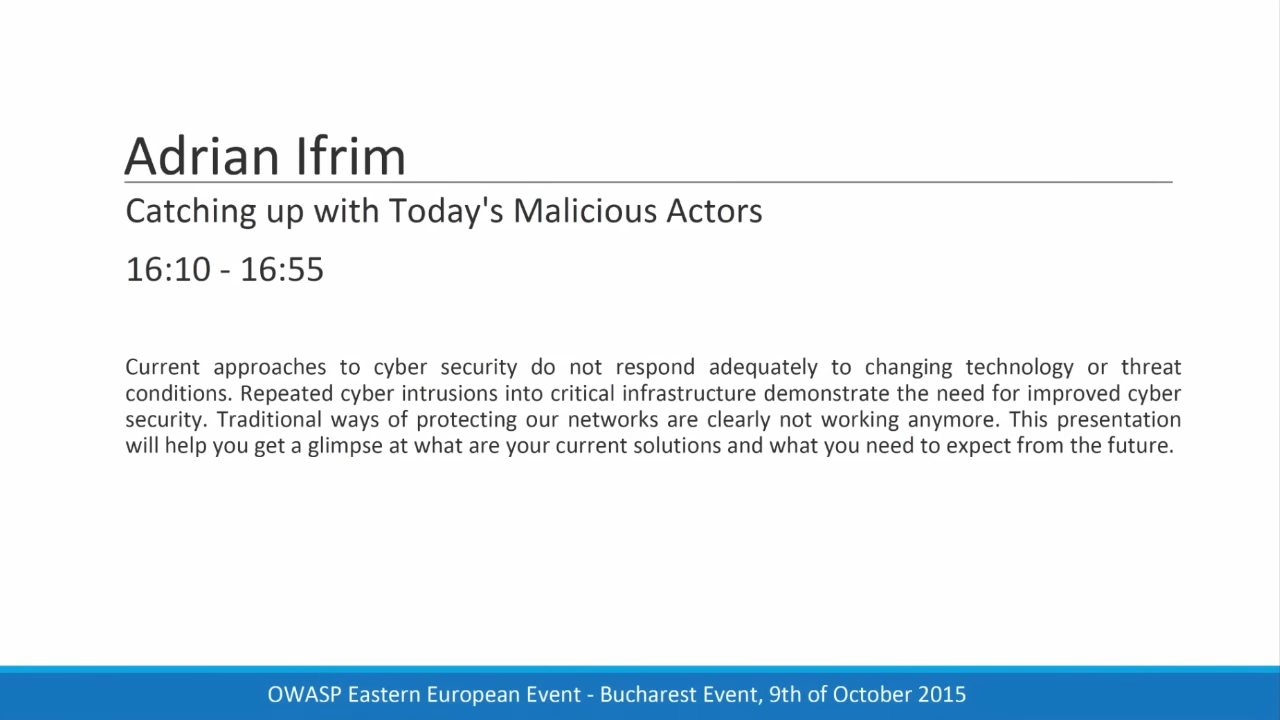 Adrian Ifrim
Catching up with Today's Malicious Actors
16:10 - 16:55
Current approaches to cyber security do not respond adequately to changing technology or threat
conditions. Repeated cyber intrusions into critical infrastructure demonstrate the need for improved cyber
security. Traditional ways of protecting our networks are clearly not working anymore. This presentation
will help you get a glimpse at what are your current solutions and what you need to expect from the future.
OWASP Eastern European Event - Bucharest Event, 9th of October 2015